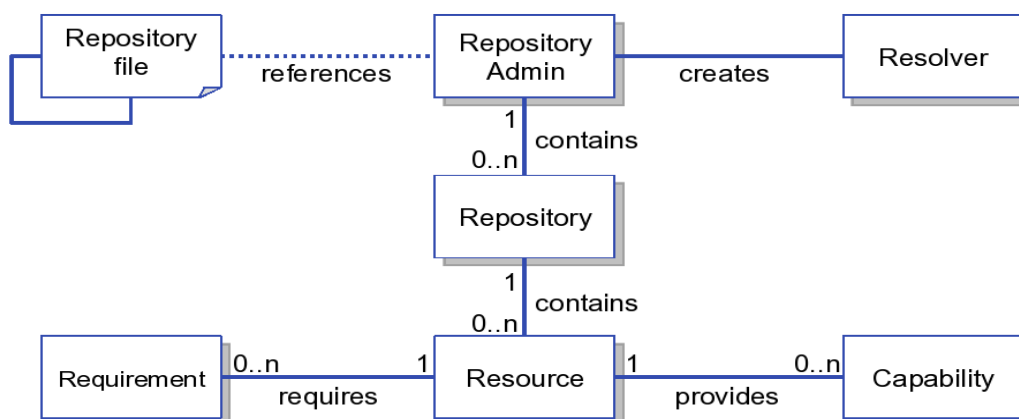 Repository
file
references
Repository
Admin
creates
Resolver
1
contains
0..n
Repository
1
contains
0..n
Requirement
0..n
requires
1
Resource
1
provides
0..n
Capability